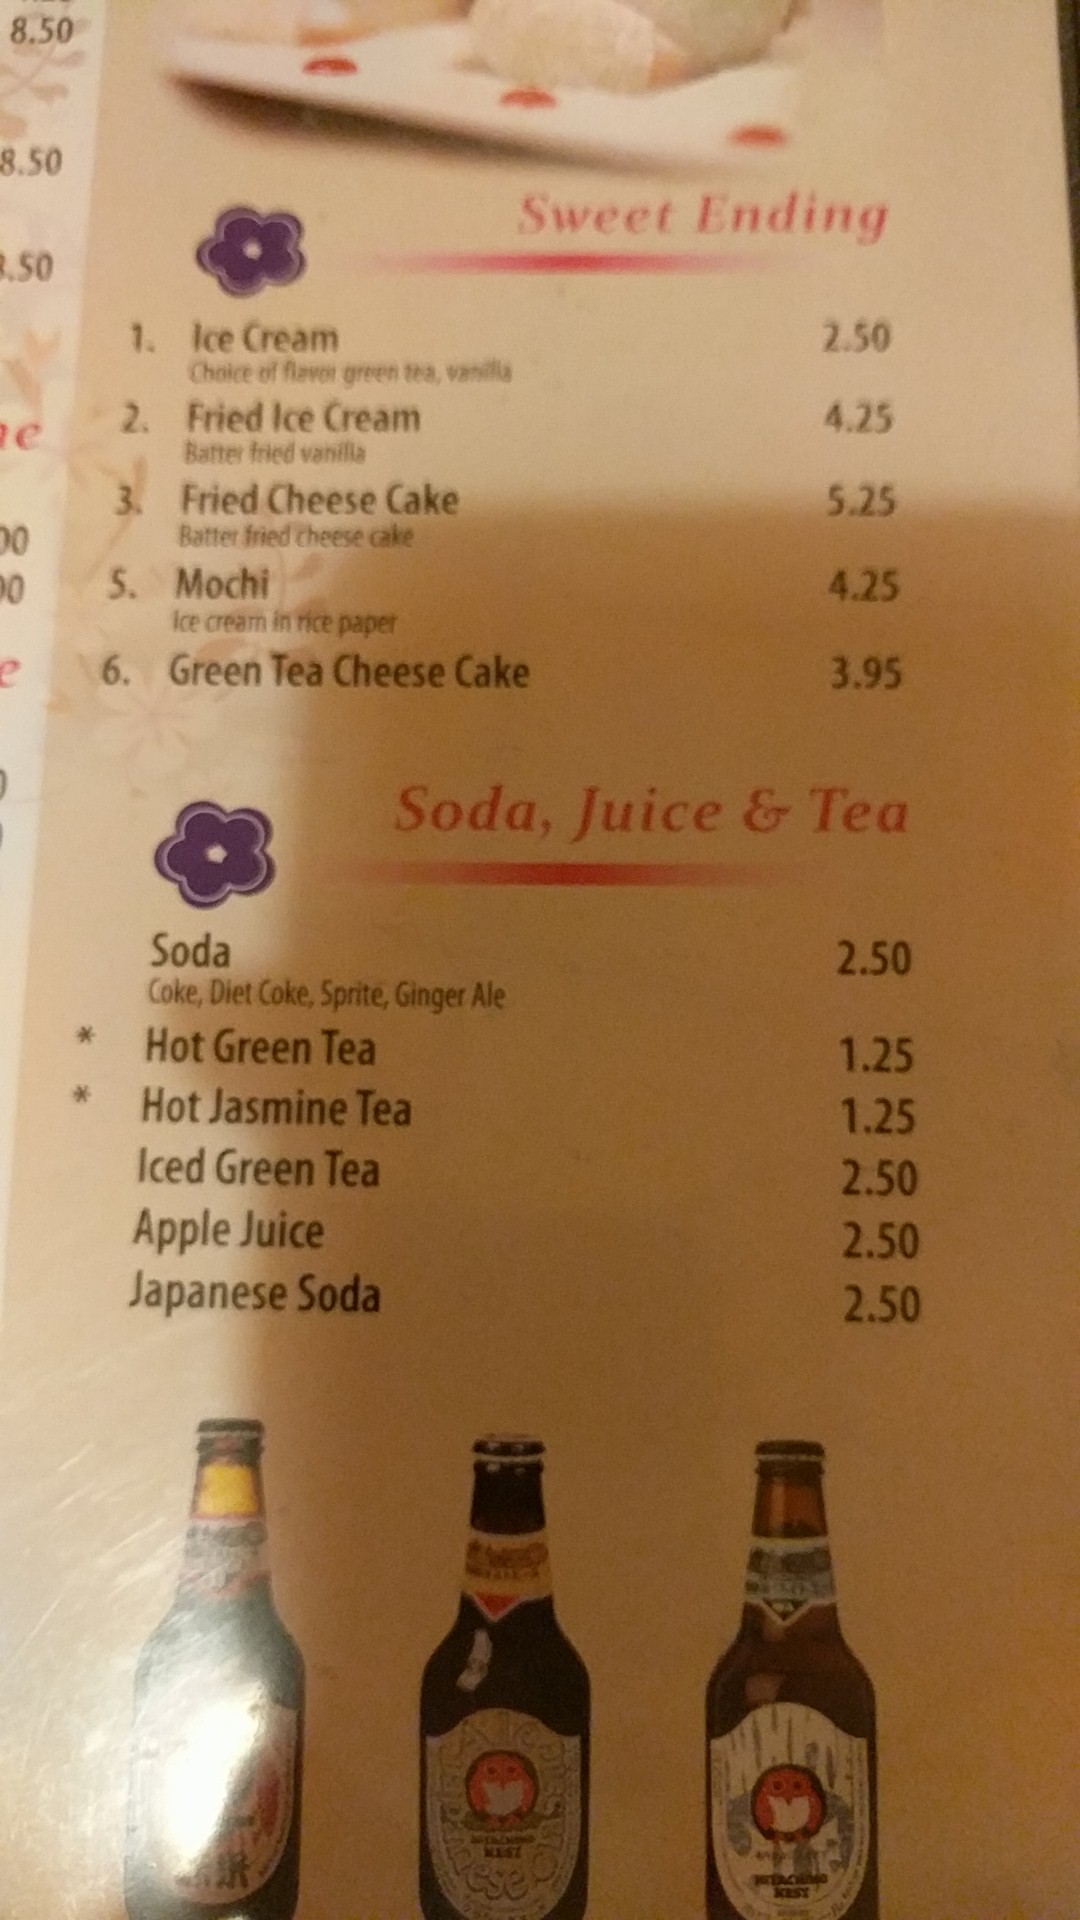 8.50
8.50
.50
Sweet Ending
1. Ice Cream 2.50
Choice of flavor green tea, vanilla
2. Fried Ice Cream 4.25
Batter fried vanilla
3. Fried Cheese Cake 5.25
Batter fried cheese cake
5. Mochi 4.25
Ice cream in rice paper
6. Green Tea Cheese Cake 3.95
Soda, Juice & Tea
Soda 2.50
Coke, Diet Coke, Sprite, Ginger Ale
* Hot Green Tea 1.25
* Hot Jasmine Tea 1.25
Iced Green Tea 2.50
Apple Juice 2.50
Japanese Soda 2.50
HITACHINO
NEST
HITACHINO
NEST